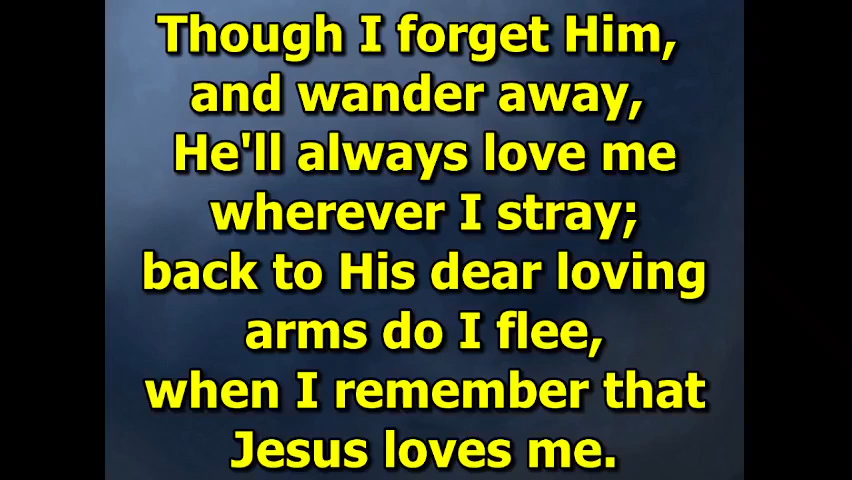 Though I forget Him,
and wander away,
He'll always love me
wherever I stray;
back to His dear loving
arms do I flee,
when I remember that
Jesus loves me.